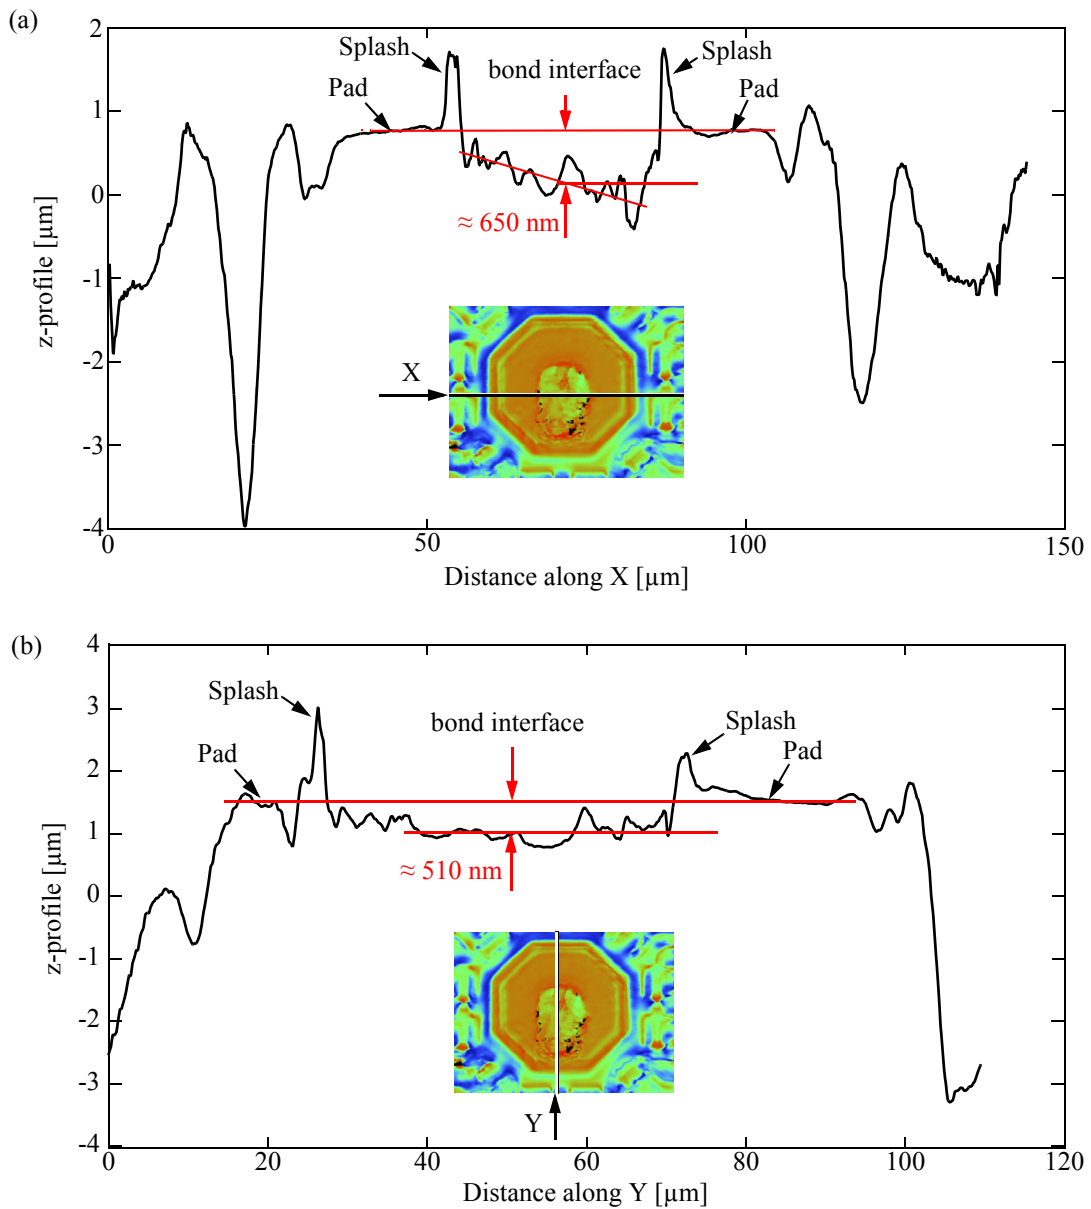 (a)
2
1
0
-1
-2
-3
-4
z-profile [µm]
Splash
Pad
bond interface
Splash
Pad
≈ 650 nm
X
0
50
100
150
Distance along X [µm]
(b)
4
3
2
1
0
-1
-2
-3
-4
z-profile [µm]
Splash
Pad
bond interface
Splash
Pad
≈ 510 nm
Y
0
20
40
60
80
100
120
Distance along Y [µm]